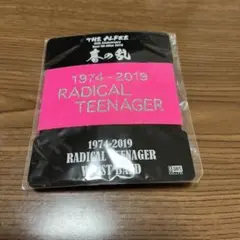 THE ALFEE
春の乱
1974-2019
RADICAL
TEENAGER
1974-2019
RADICAL TEENAGER
WRIST BAND